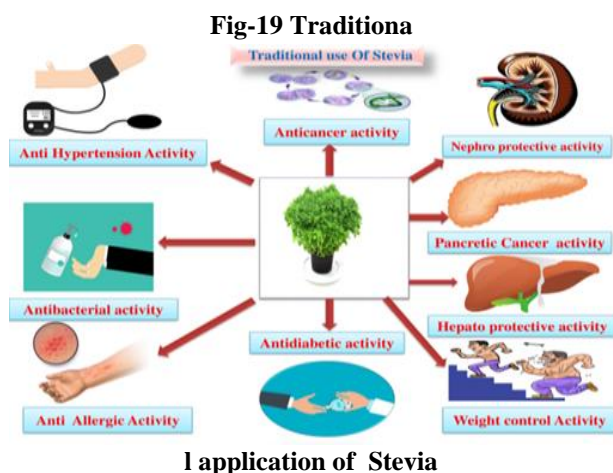 Fig-19 Traditiona
Traditional use Of Stevia
Anti Hypertension Activity
Anticancer activity
Nephro protective activity
Pancretic Cancer activity
Antibacterial activity
Hepato protective activity
Antidiabetic activity
Anti Allergic Activity
Weight control Activity
l application of Stevia